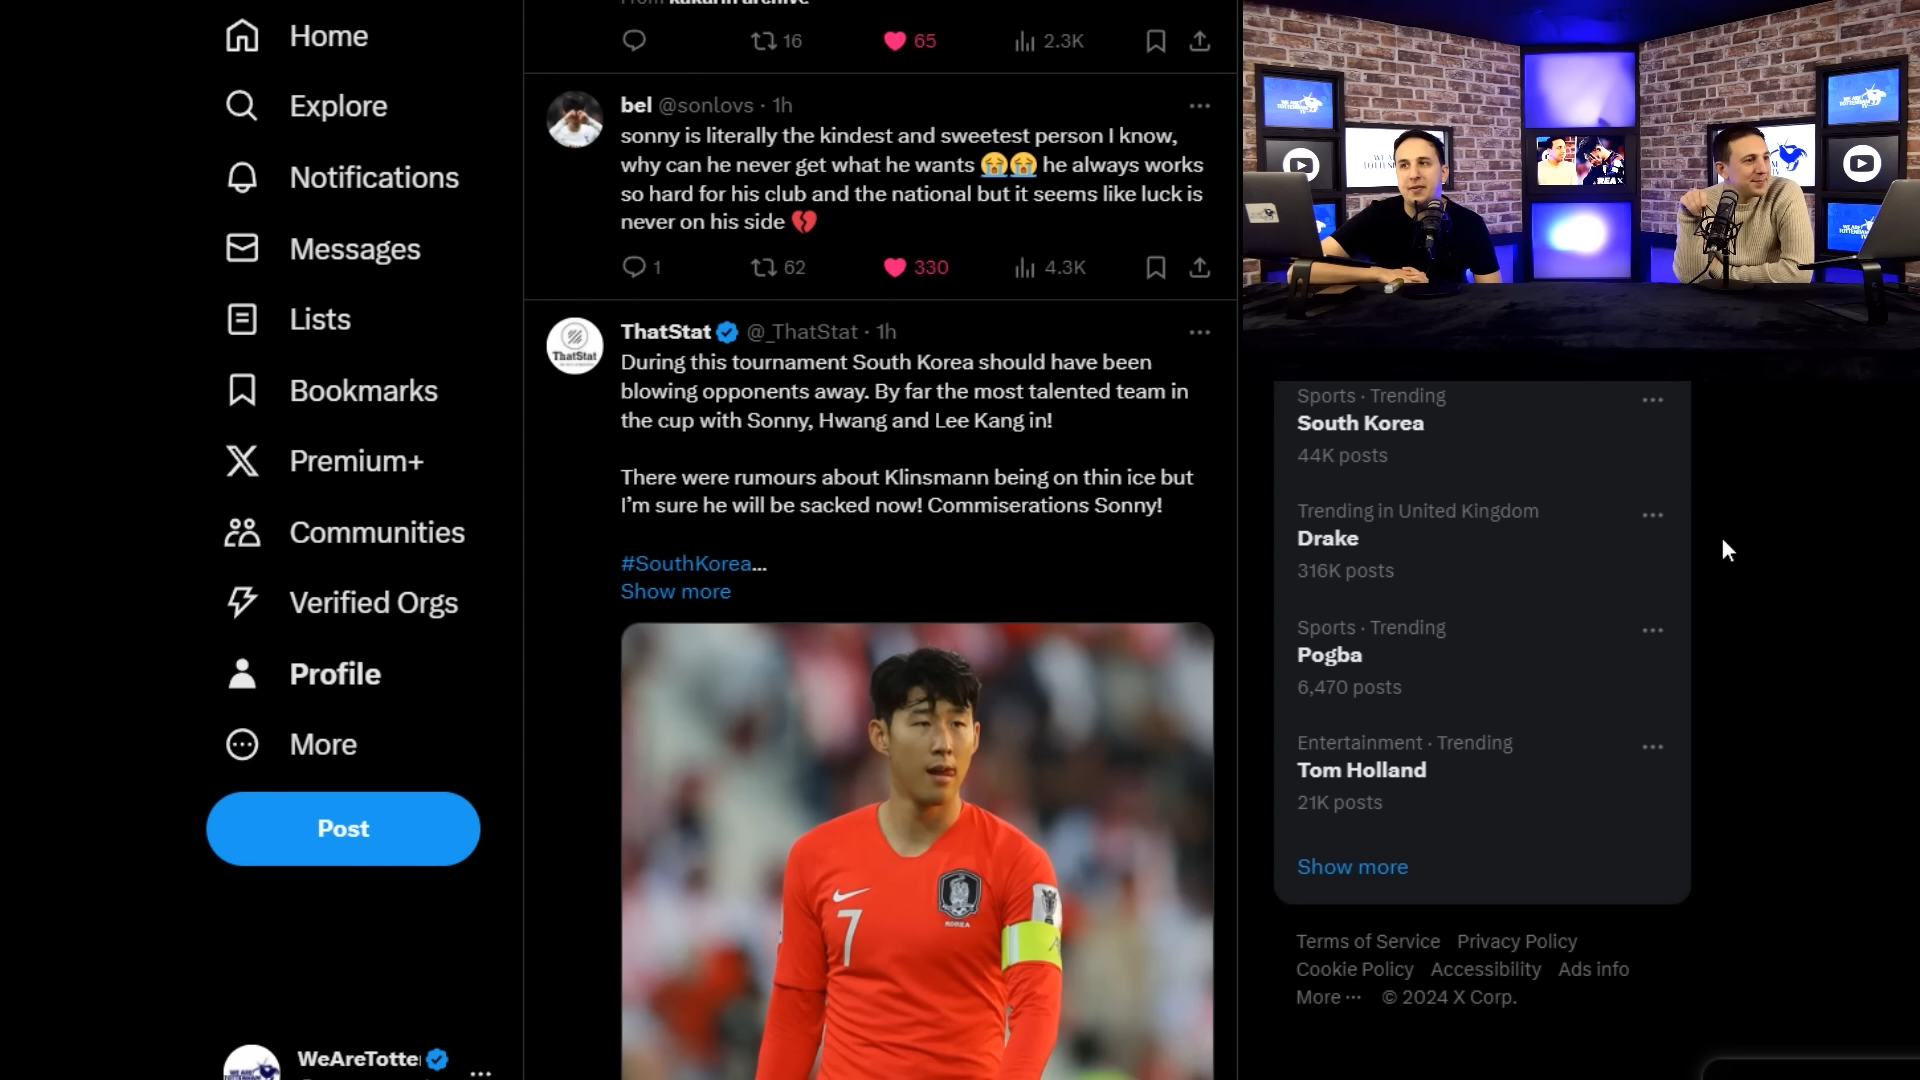 Home
Explore
Notifications
Messages
Lists
Bookmarks
Premium+
Communities
Verified Orgs
Profile
More
Post
WeAreTotte
16
65
2.3K
bel @sonlovs · 1h
sonny is literally the kindest and sweetest person I know,
why can he never get what he wants 😭😭 he always works
so hard for his club and the national but it seems like luck is
never on his side 💔
1
62
330
4.3K
ThatStat @_ThatStat · 1h
During this tournament South Korea should have been
blowing opponents away. By far the most talented team in
the cup with Sonny, Hwang and Lee Kang in!
There were rumours about Klinsmann being on thin ice but
I’m sure he will be sacked now! Commiserations Sonny!
#SouthKorea...
Show more
ThatStat
7
KOREA
Sports · Trending
South Korea
44K posts
Trending in United Kingdom
Drake
316K posts
Sports · Trending
Pogba
6,470 posts
Entertainment · Trending
Tom Holland
21K posts
Show more
Terms of Service Privacy Policy
Cookie Policy Accessibility Ads info
More ··· © 2024 X Corp.